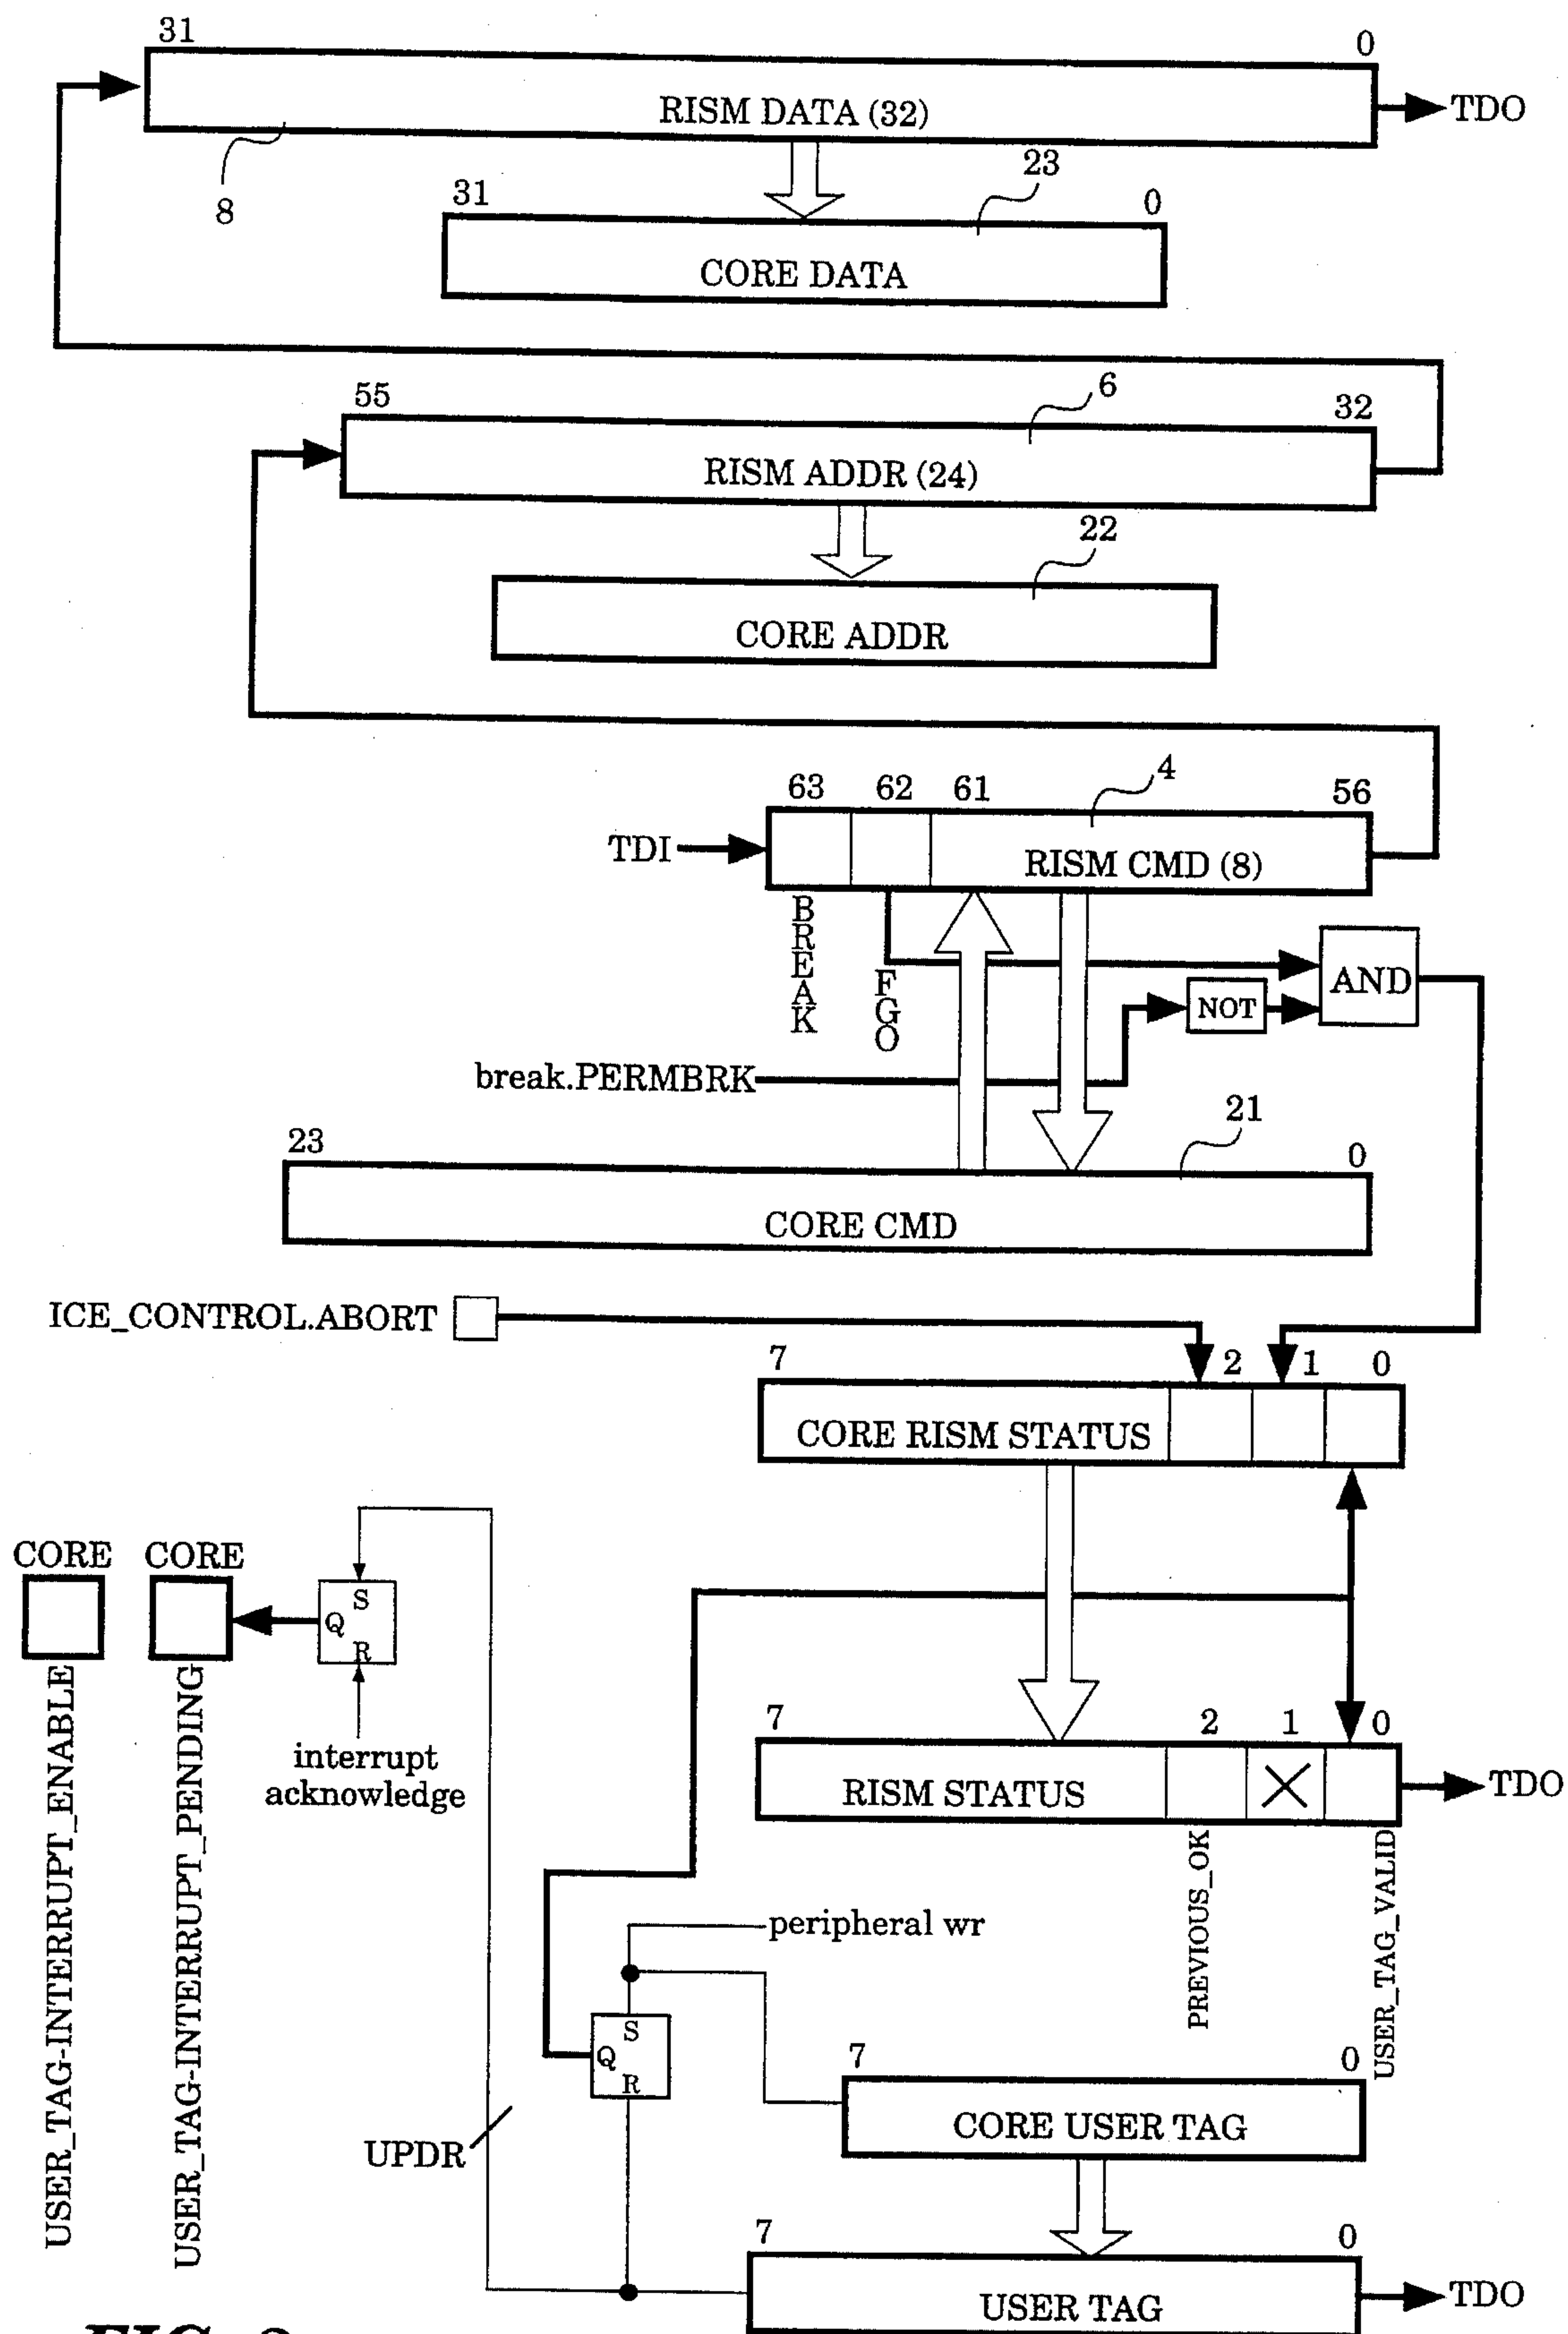 31 0
RISM DATA (32)
TDO
8
23
31 0
CORE DATA
6
55 32
RISM ADDR (24)
22
CORE ADDR
4
63 62 61 56
TDI
RISM CMD (8)
BREAK
FGO
AND
NOT
break.PERMBRK
21
23 0
CORE CMD
ICE_CONTROL.ABORT
7 2 1 0
CORE RISM STATUS
CORE CORE
S
Q
R
USER_TAG-INTERRUPT_ENABLE
USER_TAG-INTERRUPT_PENDING
interrupt
acknowledge
7 2 1 0
RISM STATUS
TDO
PREVIOUS_OK
USER_TAG_VALID
peripheral wr
S
Q
R
7 0
CORE USER TAG
UPDR
7 0
USER TAG
TDO